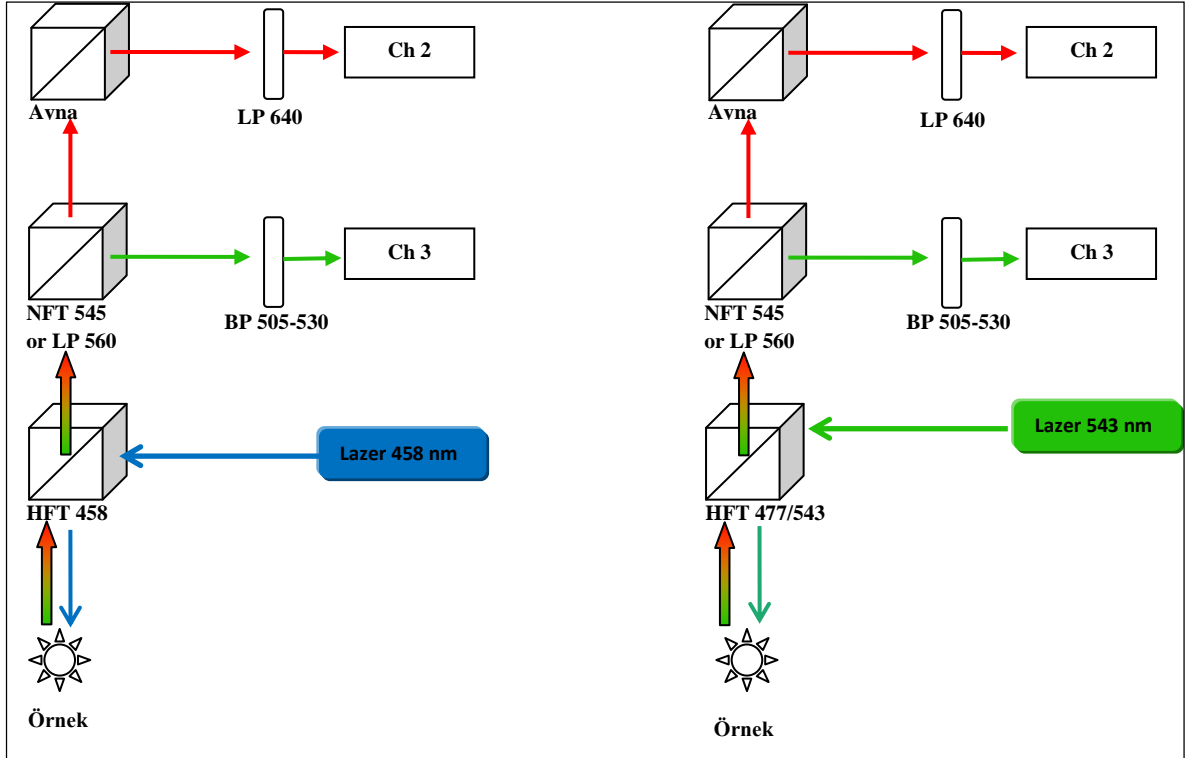 Ch 2
Avna
LP 640
Ch 3
NFT 545
or LP 560
BP 505-530
Lazer 458 nm
HFT 458
Örnek
Ch 2
Avna
LP 640
Ch 3
NFT 545
or LP 560
BP 505-530
Lazer 543 nm
HFT 477/543
Örnek